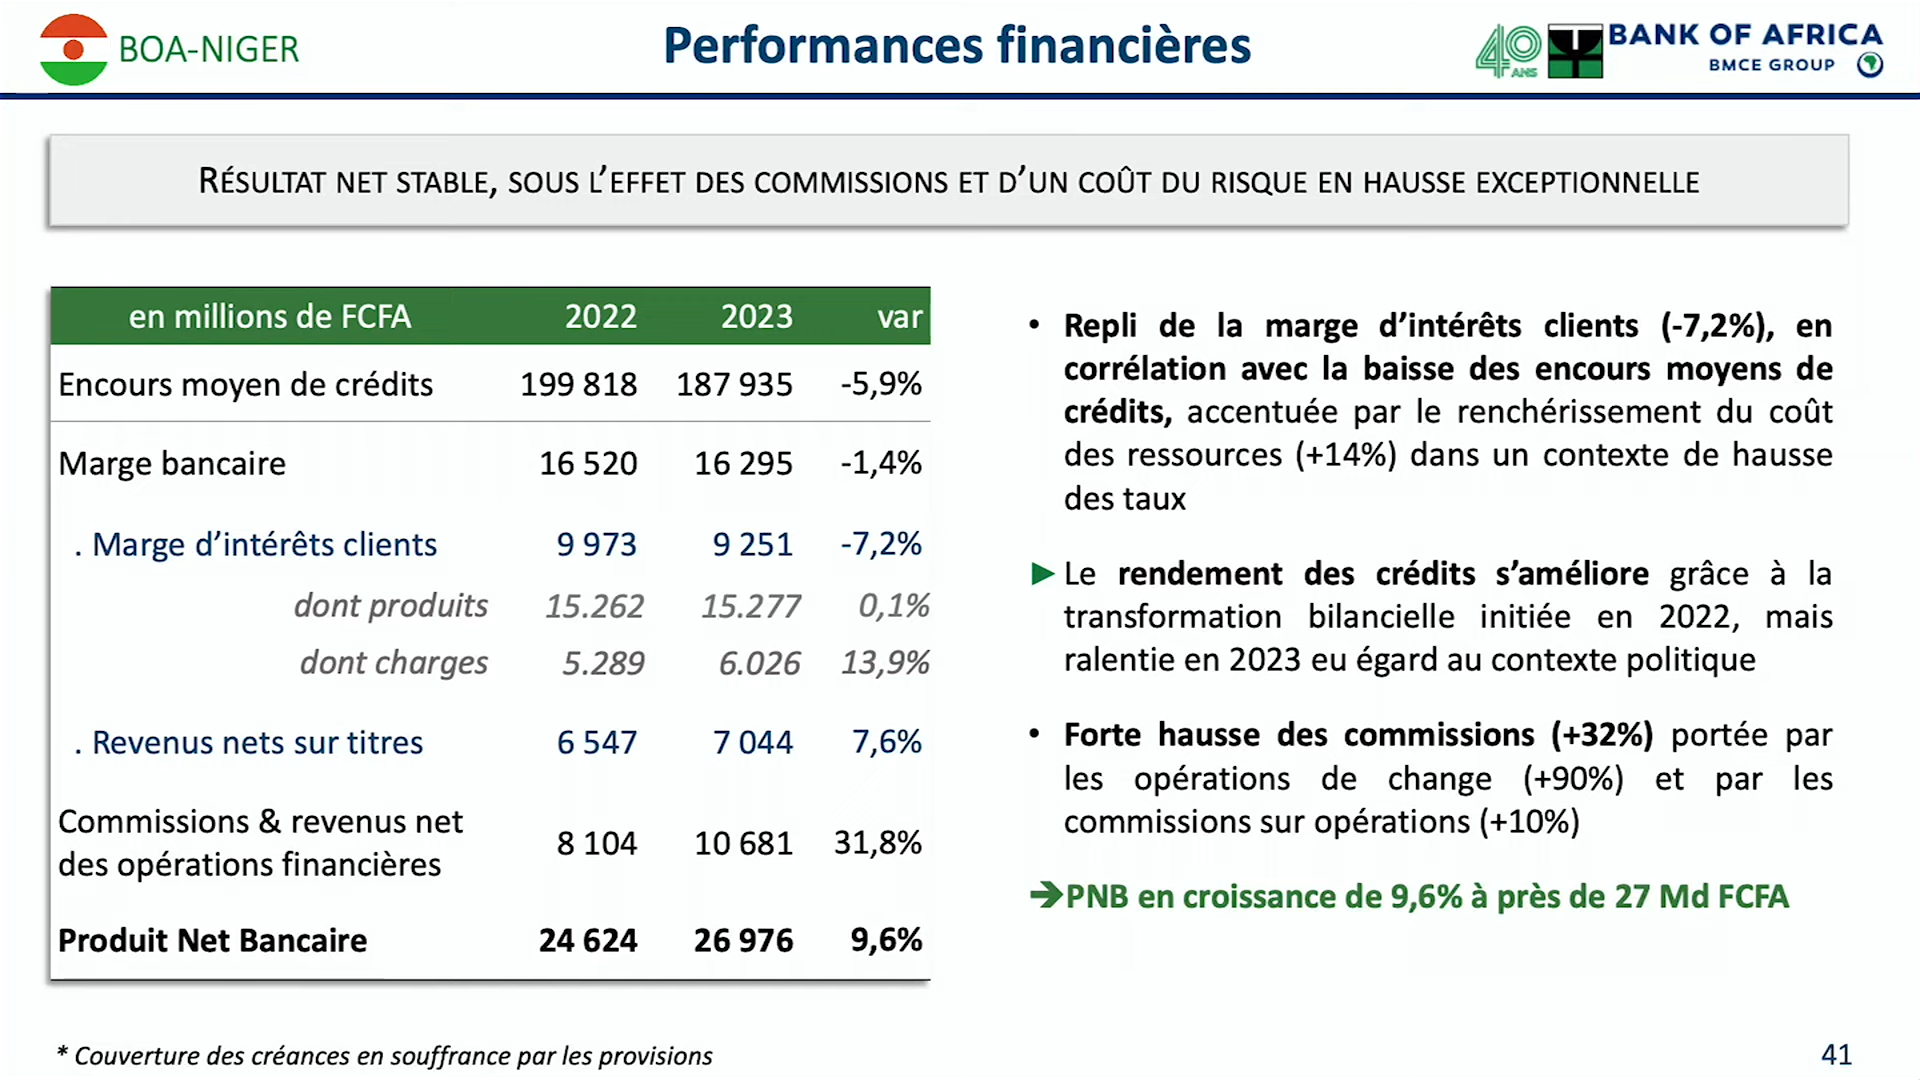 BOA-NIGER
Performances financières
40 ANS
BANK OF AFRICA
BMCE GROUP
RÉSULTAT NET STABLE, SOUS L’EFFET DES COMMISSIONS ET D’UN COÛT DU RISQUE EN HAUSSE EXCEPTIONNELLE
en millions de FCFA 2022 2023 var
Encours moyen de crédits 199 818 187 935 -5,9%
Marge bancaire 16 520 16 295 -1,4%
. Marge d’intérêts clients 9 973 9 251 -7,2%
dont produits 15.262 15.277 0,1%
dont charges 5.289 6.026 13,9%
. Revenus nets sur titres 6 547 7 044 7,6%
Commissions & revenus net
des opérations financières 8 104 10 681 31,8%
Produit Net Bancaire 24 624 26 976 9,6%
• Repli de la marge d’intérêts clients (-7,2%), en
corrélation avec la baisse des encours moyens de
crédits, accentuée par le renchérissement du coût
des ressources (+14%) dans un contexte de hausse
des taux
►Le rendement des crédits s’améliore grâce à la
transformation bilancielle initiée en 2022, mais
ralentie en 2023 eu égard au contexte politique
• Forte hausse des commissions (+32%) portée par
les opérations de change (+90%) et par les
commissions sur opérations (+10%)
➔PNB en croissance de 9,6% à près de 27 Md FCFA
* Couverture des créances en souffrance par les provisions
41